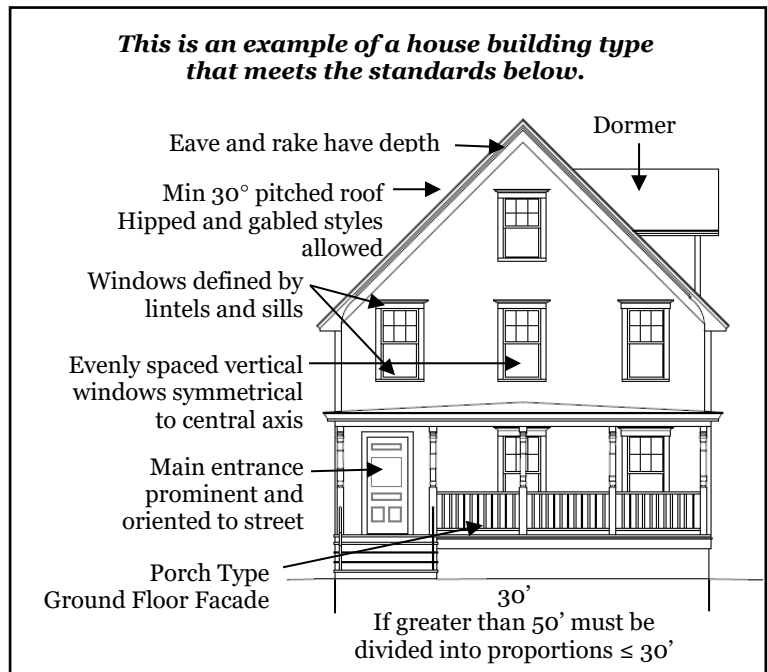 This is an example of a house building type
that meets the standards below.
Dormer
Eave and rake have depth
Min 30° pitched roof
Hipped and gabled styles
allowed
Windows defined by
lintels and sills
Evenly spaced vertical
windows symmetrical
to central axis
Main entrance
prominent and
oriented to street
Porch Type
Ground Floor Facade
30’
If greater than 50’ must be
divided into proportions ≤ 30’